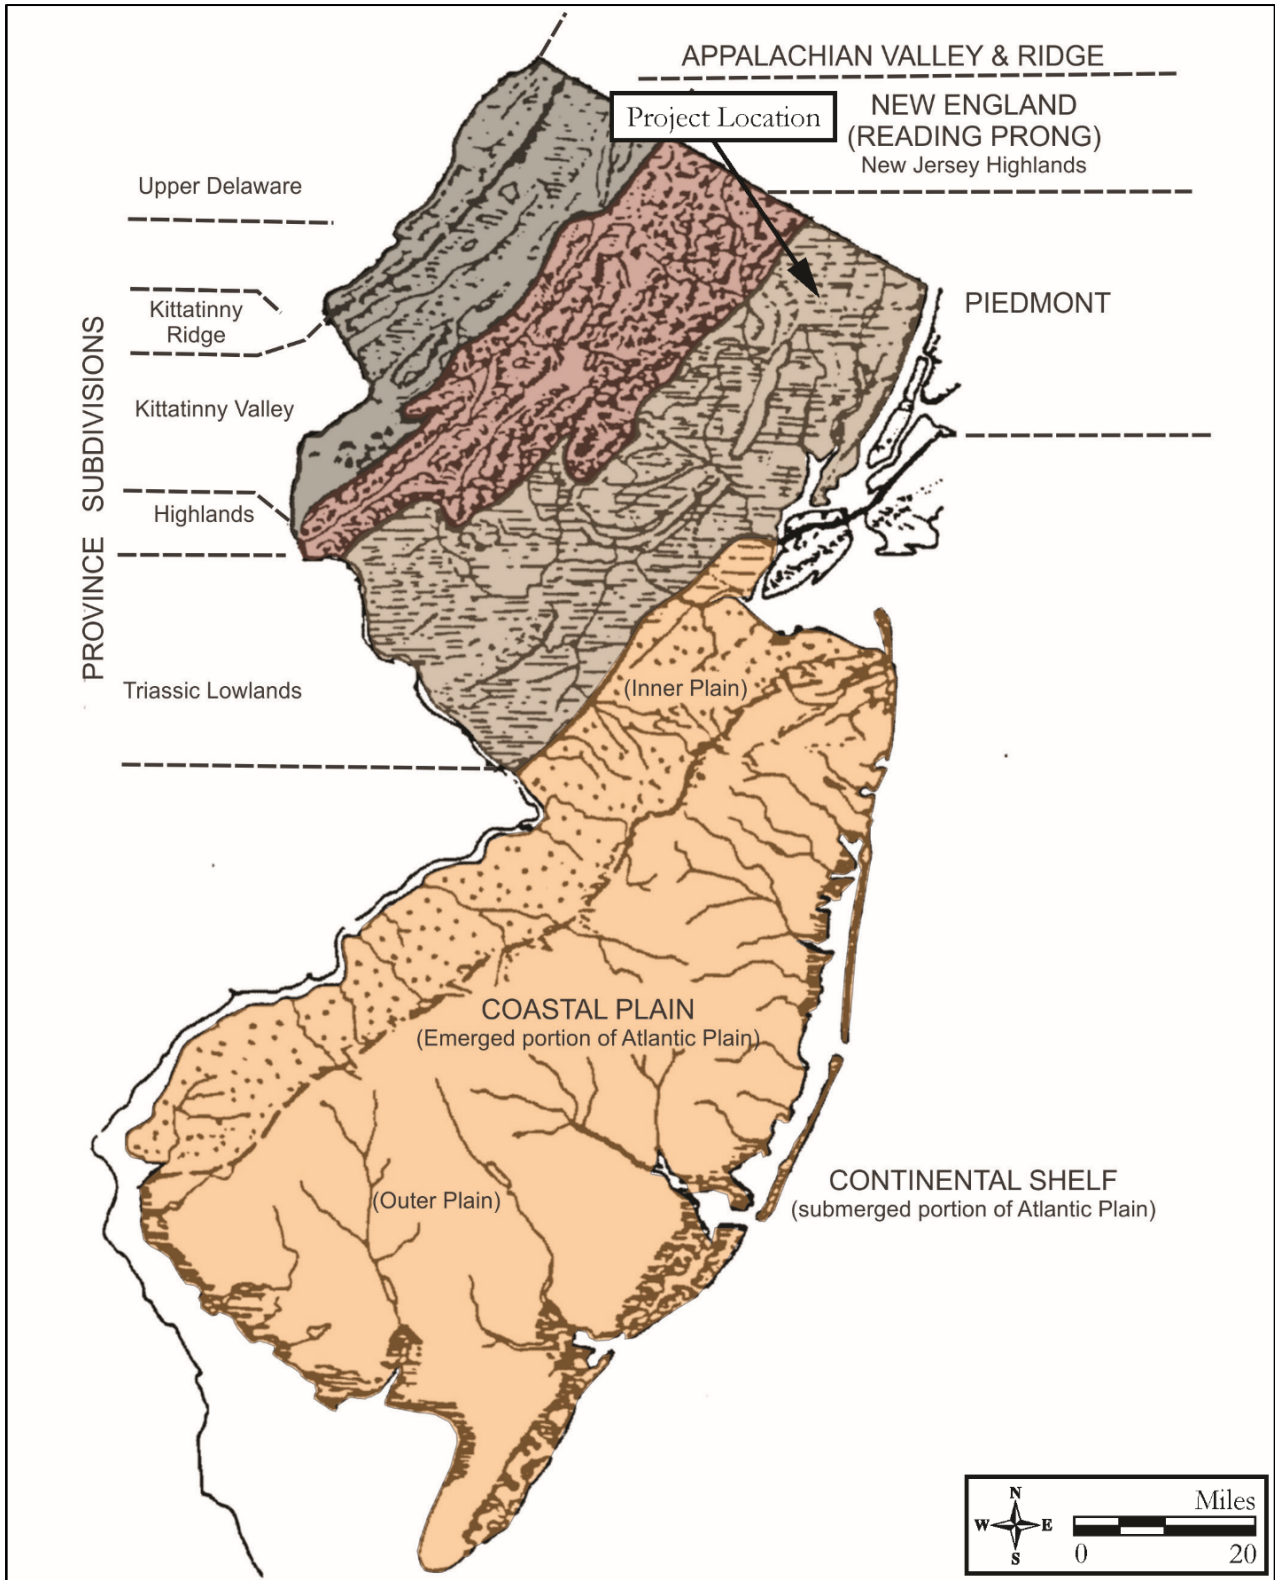 APPALACHIAN VALLEY & RIDGE
Project Location
NEW ENGLAND
(READING PRONG)
New Jersey Highlands
Upper Delaware
Kittatinny
Ridge
PIEDMONT
PROVINCE SUBDIVISIONS
Kittatinny Valley
Highlands
Triassic Lowlands
(Inner Plain)
COASTAL PLAIN
(Emerged portion of Atlantic Plain)
(Outer Plain)
CONTINENTAL SHELF
(submerged portion of Atlantic Plain)
N
W E
S
Miles
0 20